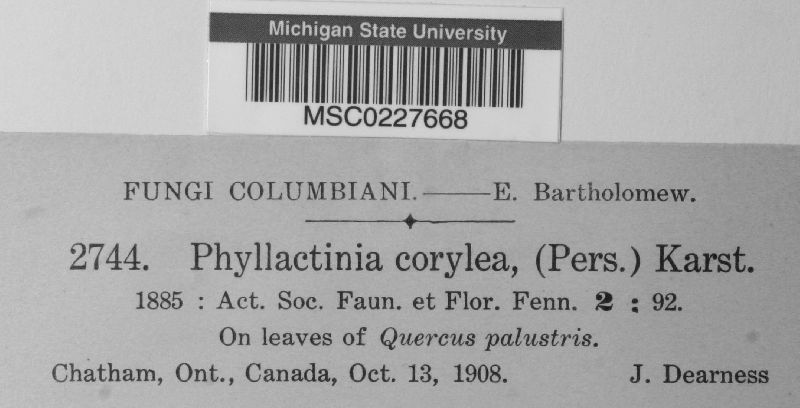 Michigan State University
MSC0227668
FUNGI COLUMBIANI.——E. Bartholomew.
2744. Phyllactinia corylea, (Pers.) Karst.
1885 : Act. Soc. Faun. et Flor. Fenn. 2 : 92.
On leaves of Quercus palustris.
Chatham, Ont., Canada, Oct. 13, 1908. J. Dearness